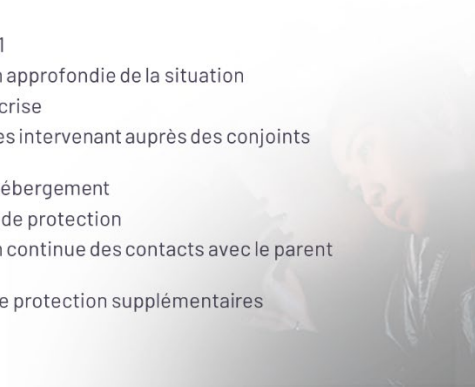 1
approfondie de la situation
crise
es intervenant auprès des conjoints
ébergement
de protection
continue des contacts avec le parent
e protection supplémentaires